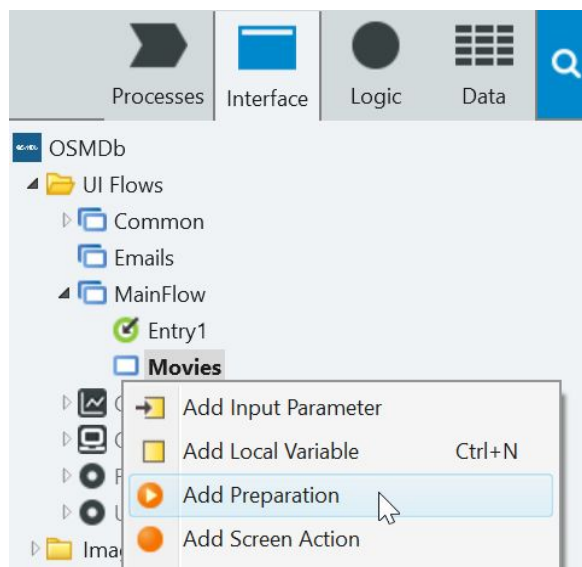 Processes Interface Logic Data
OSMDb
UI Flows
Common
Emails
MainFlow
Entry1
Movies
Add Input Parameter
Add Local Variable Ctrl+N
Add Preparation
Add Screen Action